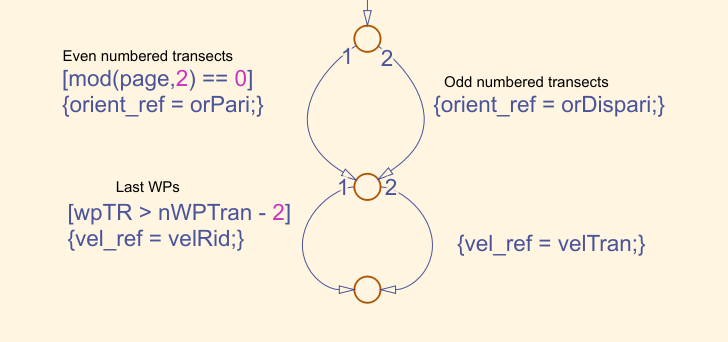 1
2
Even numbered transects
[mod(page,2) == 0]
{orient_ref = orPari;}
Odd numbered transects
{orient_ref = orDispari;}
1
2
Last WPs
[wpTR > nWPTran - 2]
{vel_ref = velRid;}
{vel_ref = velTran;}